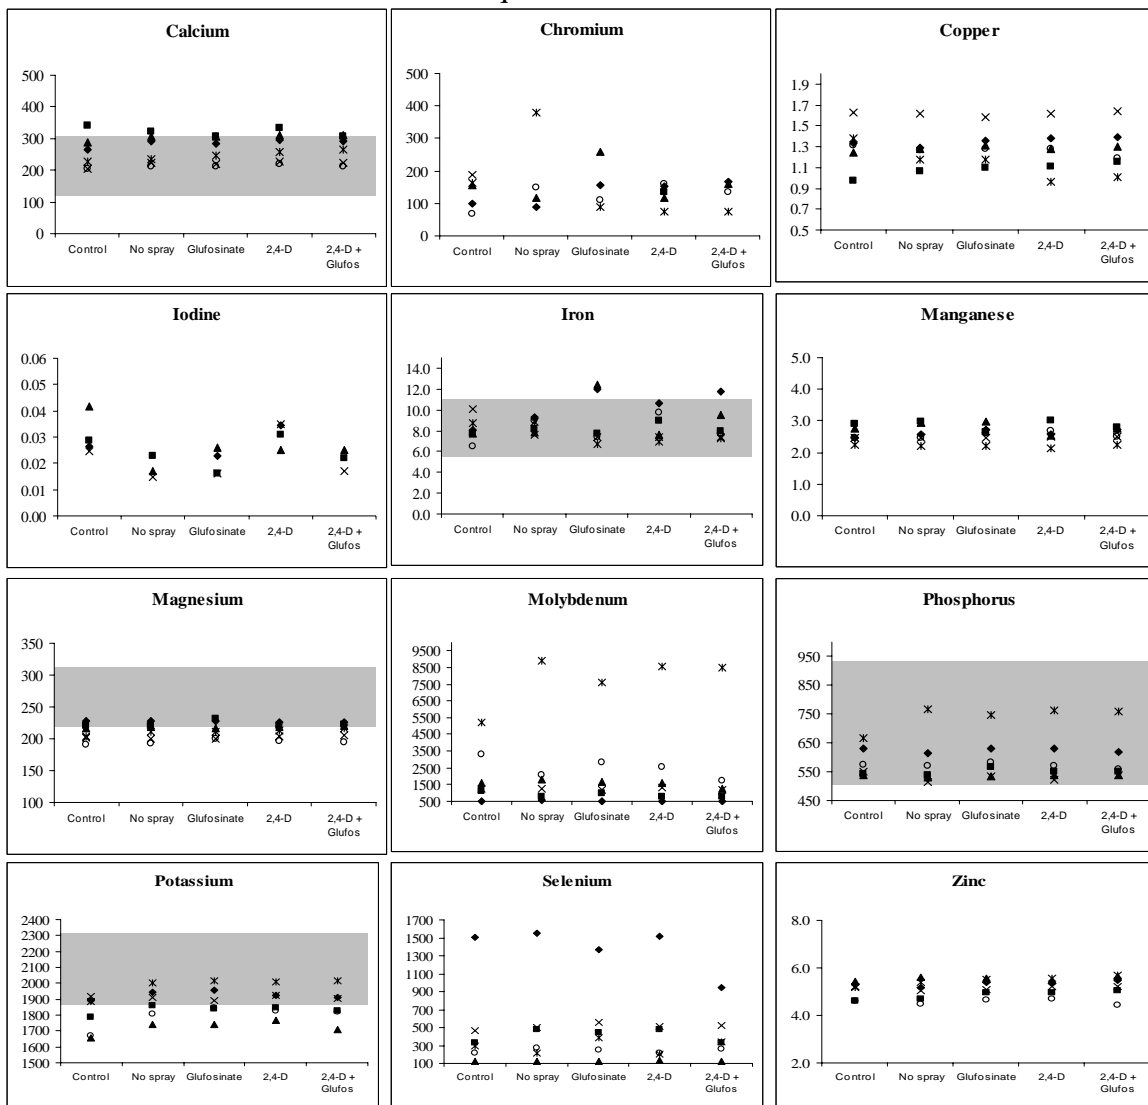 Calcium
500
400
300
200
100
0
Control No spray Glufosinate 2,4-D 2,4-D +
Glufos
Chromium
500
400
300
200
100
0
Control No spray Glufosinate 2,4-D 2,4-D +
Glufos
Copper
1.9
1.7
1.5
1.3
1.1
0.9
0.7
0.5
Control No spray Glufosinate 2,4-D 2,4-D +
Glufos
Iodine
0.06
0.05
0.04
0.03
0.02
0.01
0.00
Control No spray Glufosinate 2,4-D 2,4-D +
Glufos
Iron
14.0
12.0
10.0
8.0
6.0
4.0
2.0
0.0
Control No spray Glufosinate 2,4-D 2,4-D +
Glufos
Manganese
5.0
4.0
3.0
2.0
1.0
0.0
Control No spray Glufosinate 2,4-D 2,4-D +
Glufos
Magnesium
350
300
250
200
150
100
Control No spray Glufosinate 2,4-D 2,4-D +
Glufos
Molybdenum
9500
8500
7500
6500
5500
4500
3500
2500
1500
500
Control No spray Glufosinate 2,4-D 2,4-D +
Glufos
Phosphorus
950
850
750
650
550
450
Control No spray Glufosinate 2,4-D 2,4-D +
Glufos
Potassium
2400
2300
2200
2100
2000
1900
1800
1700
1600
1500
Control No spray Glufosinate 2,4-D 2,4-D +
Glufos
Selenium
1700
1500
1300
1100
900
700
500
300
100
Control No spray Glufosinate 2,4-D 2,4-D +
Glufos
Zinc
8.0
6.0
4.0
2.0
Control No spray Glufosinate 2,4-D 2,4-D +
Glufos